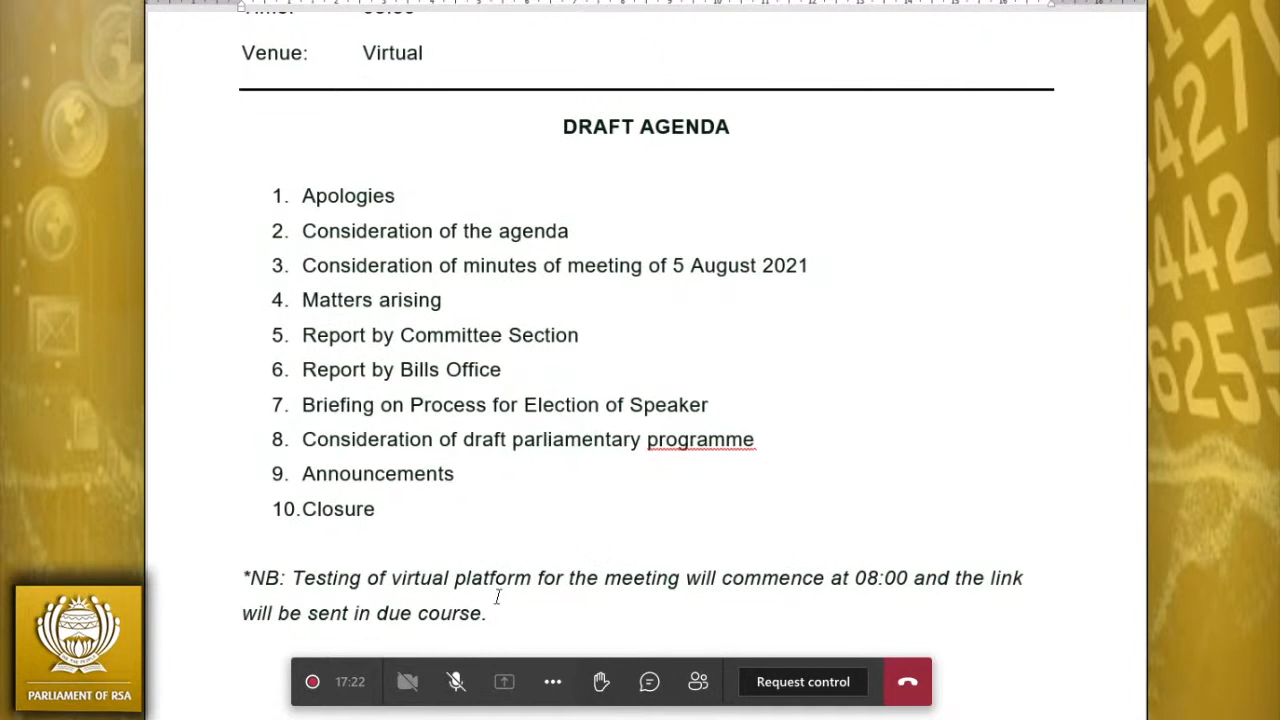 Venue: Virtual
DRAFT AGENDA
1. Apologies
2. Consideration of the agenda
3. Consideration of minutes of meeting of 5 August 2021
4. Matters arising
5. Report by Committee Section
6. Report by Bills Office
7. Briefing on Process for Election of Speaker
8. Consideration of draft parliamentary programme
9. Announcements
10. Closure
*NB: Testing of virtual platform for the meeting will commence at 08:00 and the link
will be sent in due course.
17:22
Request control
PARLIAMENT OF RSA